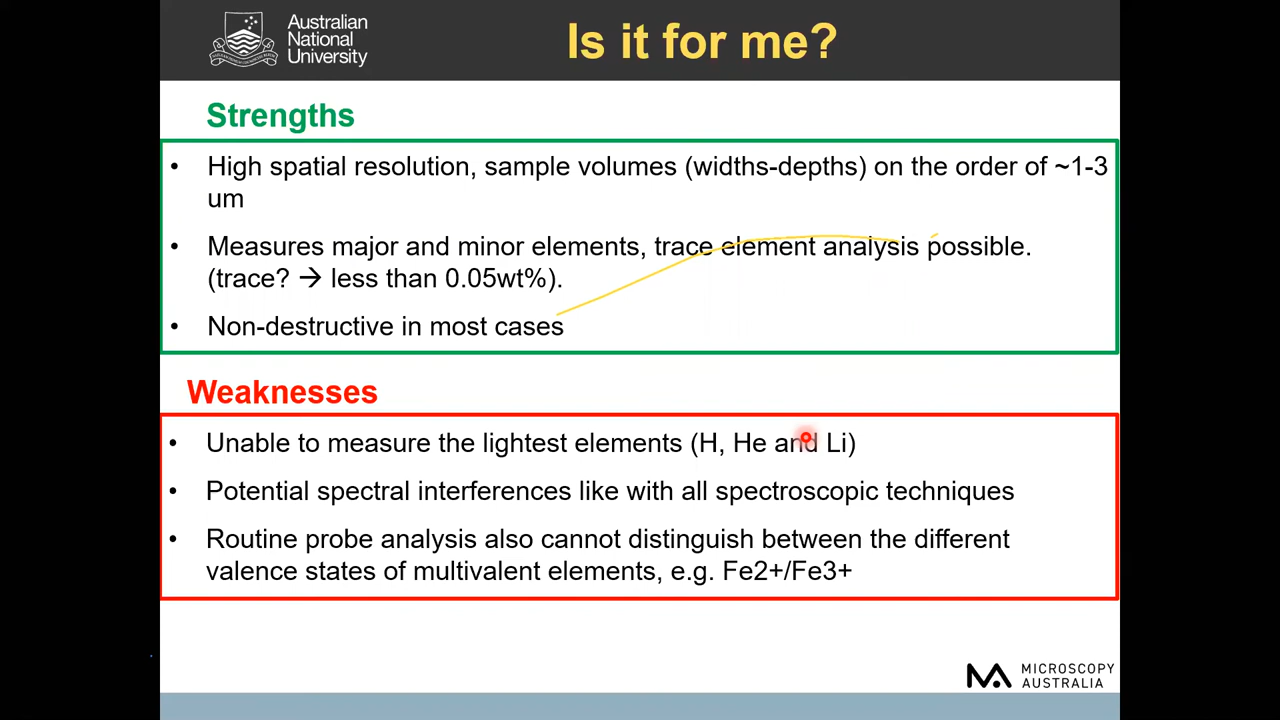 Australian
National
University
Is it for me?
Strengths
• High spatial resolution, sample volumes (widths-depths) on the order of ~1-3
um
• Measures major and minor elements, trace element analysis possible.
(trace? → less than 0.05wt%).
• Non-destructive in most cases
Weaknesses
• Unable to measure the lightest elements (H, He and Li)
• Potential spectral interferences like with all spectroscopic techniques
• Routine probe analysis also cannot distinguish between the different
valence states of multivalent elements, e.g. Fe2+/Fe3+
MICROSCOPY
AUSTRALIA